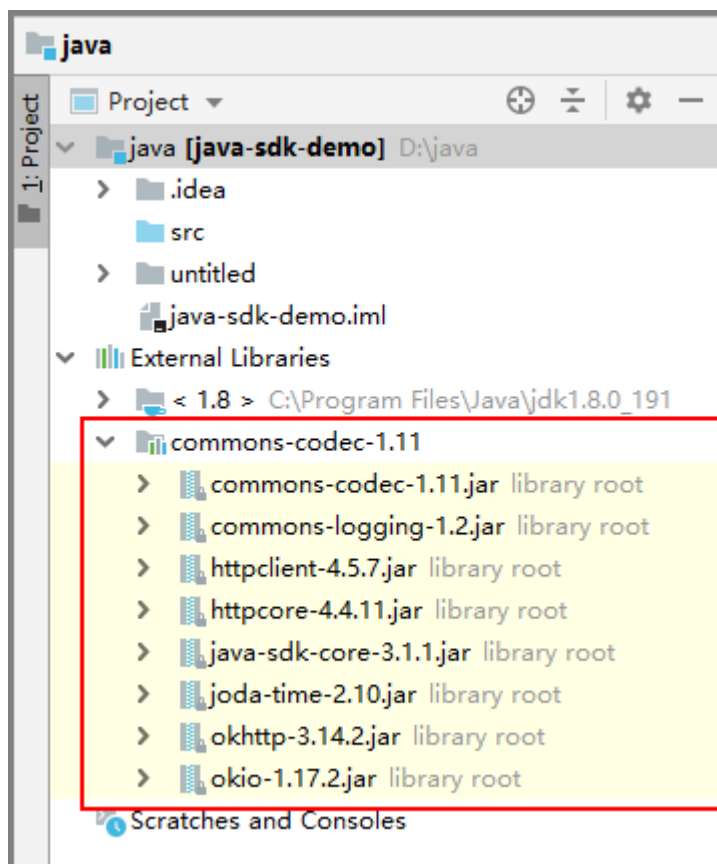 java
1: Project
Project
java [java-sdk-demo] D:\java
.idea
src
untitled
java-sdk-demo.iml
External Libraries
< 1.8 > C:\Program Files\Java\jdk1.8.0_191
commons-codec-1.11
commons-codec-1.11.jar library root
commons-logging-1.2.jar library root
httpclient-4.5.7.jar library root
httpcore-4.4.11.jar library root
java-sdk-core-3.1.1.jar library root
joda-time-2.10.jar library root
okhttp-3.14.2.jar library root
okio-1.17.2.jar library root
Scratches and Consoles